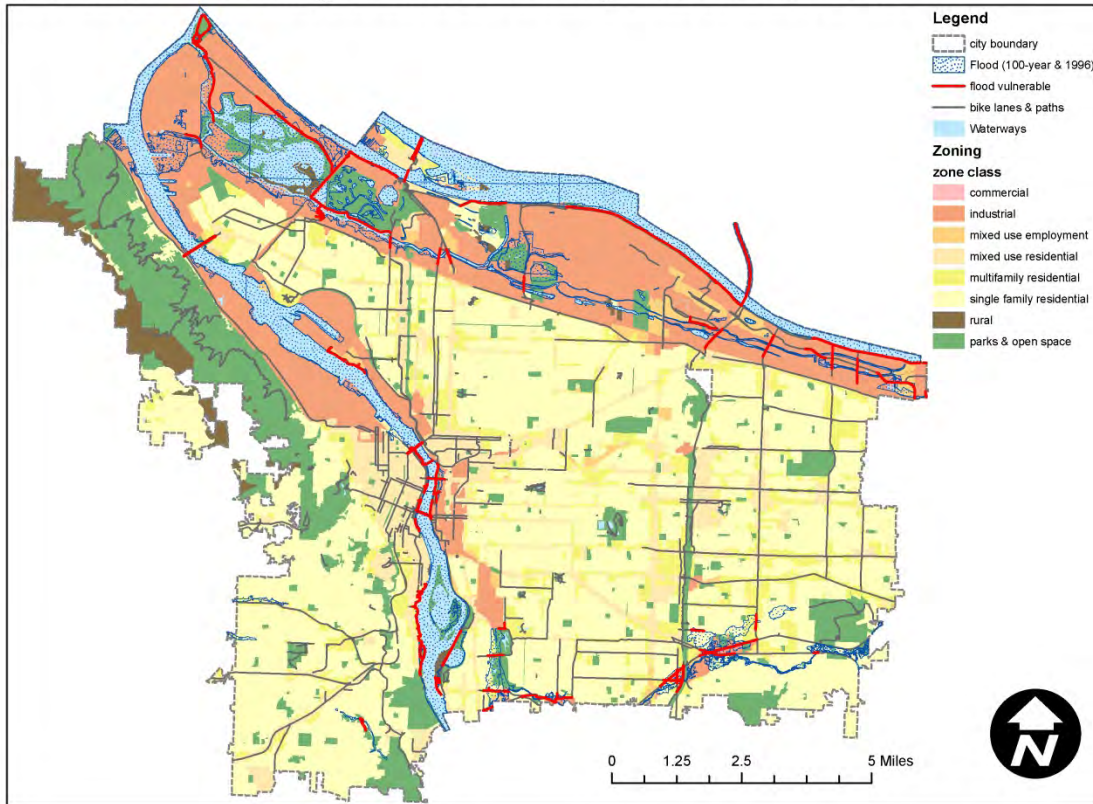 Legend
city boundary
Flood (100-year & 1996)
flood vulnerable
bike lanes & paths
Waterways
Zoning
zone class
commercial
industrial
mixed use employment
mixed use residential
multifamily residential
single family residential
rural
parks & open space
N
0 1.25 2.5 5 Miles